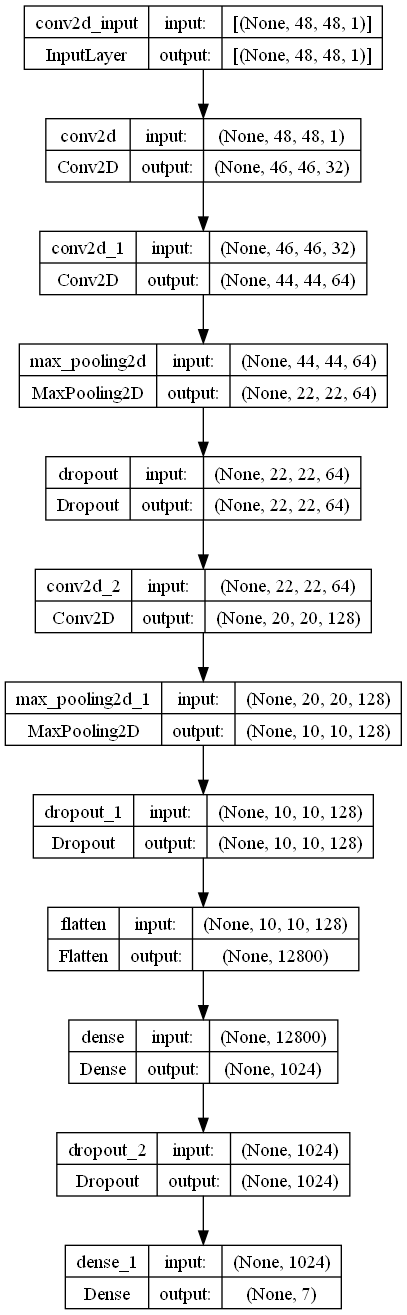 conv2d_input input: [(None, 48, 48, 1)]
InputLayer output: [(None, 48, 48, 1)]
conv2d input: (None, 48, 48, 1)
Conv2D output: (None, 46, 46, 32)
conv2d_1 input: (None, 46, 46, 32)
Conv2D output: (None, 44, 44, 64)
max_pooling2d input: (None, 44, 44, 64)
MaxPooling2D output: (None, 22, 22, 64)
dropout input: (None, 22, 22, 64)
Dropout output: (None, 22, 22, 64)
conv2d_2 input: (None, 22, 22, 64)
Conv2D output: (None, 20, 20, 128)
max_pooling2d_1 input: (None, 20, 20, 128)
MaxPooling2D output: (None, 10, 10, 128)
dropout_1 input: (None, 10, 10, 128)
Dropout output: (None, 10, 10, 128)
flatten input: (None, 10, 10, 128)
Flatten output: (None, 12800)
dense input: (None, 12800)
Dense output: (None, 1024)
dropout_2 input: (None, 1024)
Dropout output: (None, 1024)
dense_1 input: (None, 1024)
Dense output: (None, 7)